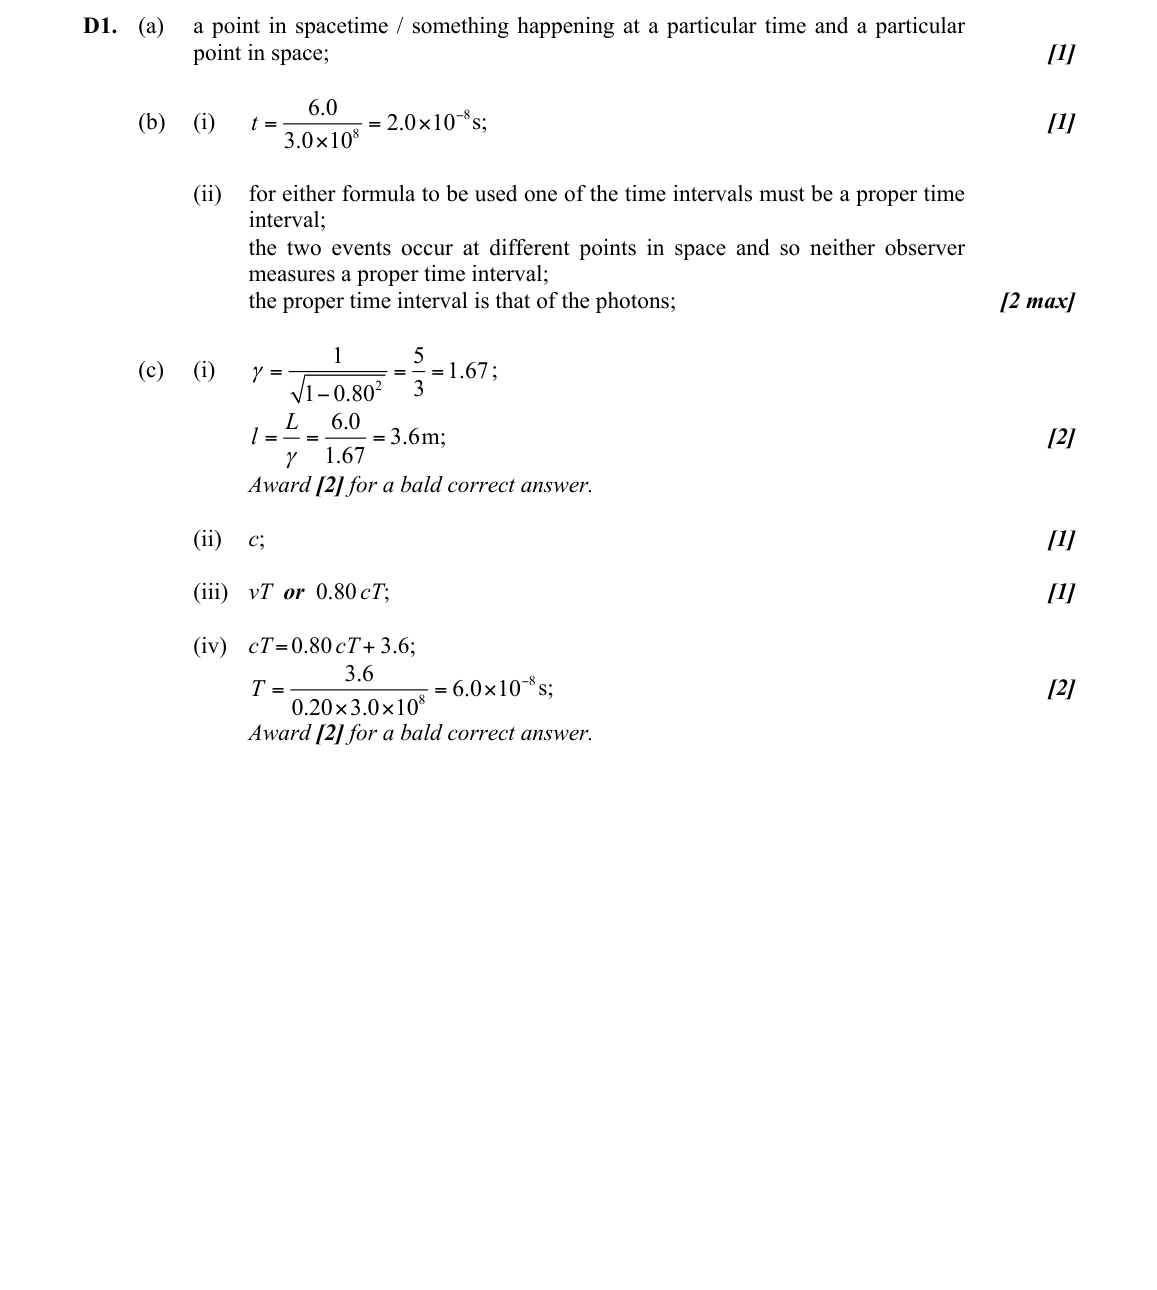 D1. (a) a point in spacetime / something happening at a particular time and a particular
point in space; [1]
(b) (i) t = 6.0 / 3.0×10⁸ = 2.0×10⁻⁸ s; [1]
(ii) for either formula to be used one of the time intervals must be a proper time
interval;
the two events occur at different points in space and so neither observer
measures a proper time interval;
the proper time interval is that of the photons; [2 max]
(c) (i) γ = 1 / √(1−0.80²) = 5/3 = 1.67;
l = L/γ = 6.0/1.67 = 3.6 m; [2]
Award [2] for a bald correct answer.
(ii) c; [1]
(iii) vT or 0.80 cT; [1]
(iv) cT = 0.80 cT + 3.6;
T = 3.6 / 0.20×3.0×10⁸ = 6.0×10⁻⁸ s; [2]
Award [2] for a bald correct answer.